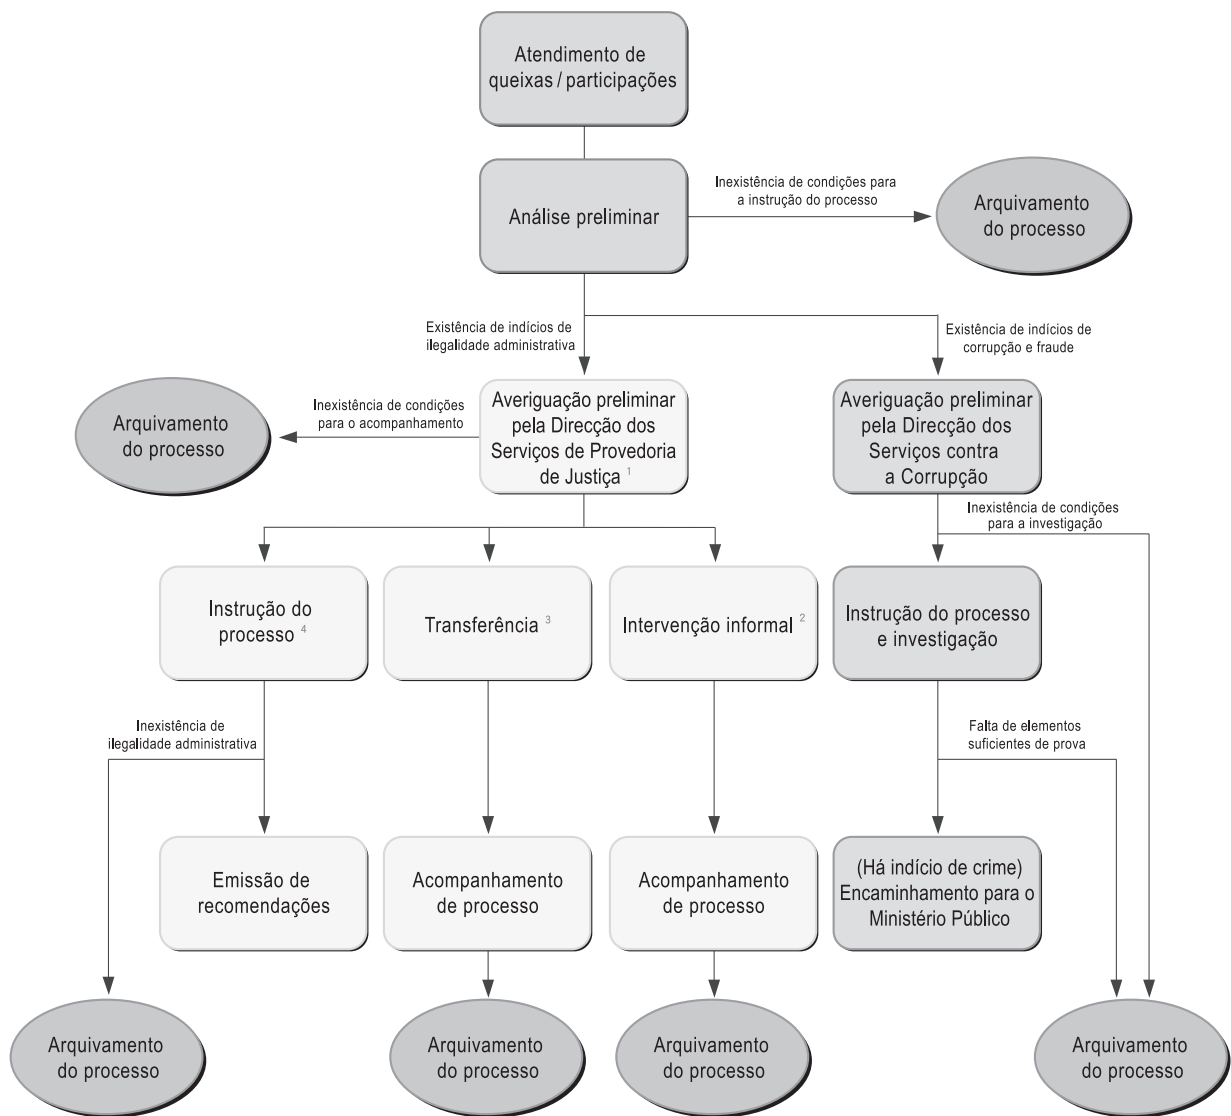 Atendimento de
queixas / participações
Análise preliminar
Inexistência de condições para
a instrução do processo
Arquivamento
do processo
Existência de indícios de
ilegalidade administrativa
Existência de indícios de
corrupção e fraude
Arquivamento
do processo
Inexistência de condições
para o acompanhamento
Averiguação preliminar
pela Direcção dos
Serviços de Provedoria
de Justiça 1
Averiguação preliminar
pela Direcção dos
Serviços contra
a Corrupção
Inexistência de condições
para a investigação
Instrução do
processo 4
Transferência 3
Intervenção informal 2
Instrução do processo
e investigação
Inexistência de
ilegalidade administrativa
Falta de elementos
suficientes de prova
Emissão de
recomendações
Acompanhamento
de processo
Acompanhamento
de processo
(Há indício de crime)
Encaminhamento para o
Ministério Público
Arquivamento
do processo
Arquivamento
do processo
Arquivamento
do processo
Arquivamento
do processo